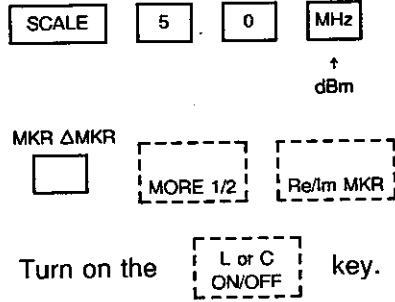 SCALE 5 . 0 MHz
↑
dBm
MKR ΔMKR
MORE 1/2 Re/Im MKR
Turn on the L or C key.
ON/OFF